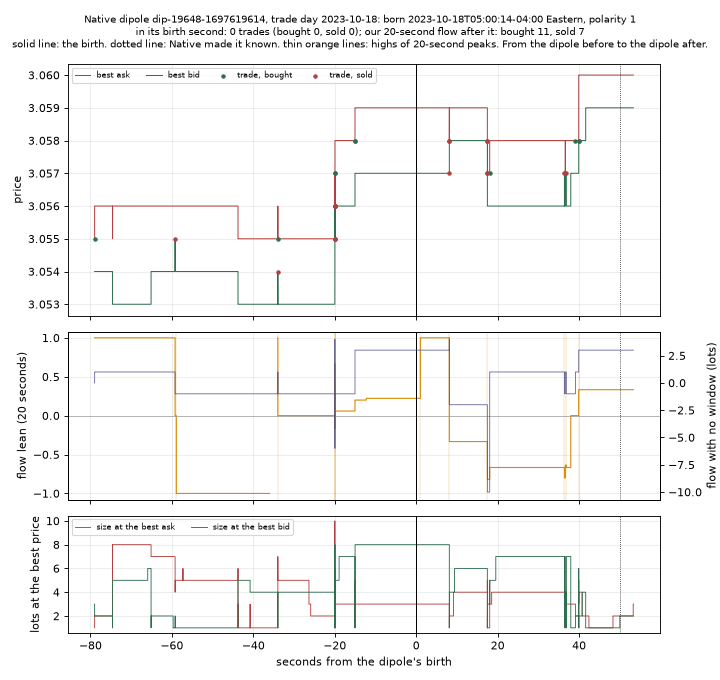 Native dipole dip-19648-1697619614, trade day 2023-10-18: born 2023-10-18T05:00:14-04:00 Eastern, polarity 1
in its birth second: 0 trades (bought 0, sold 0); our 20-second flow after it: bought 11, sold 7
solid line: the birth. dotted line: Native made it known. thin orange lines: highs of 20-second peaks. From the dipole before to the dipole after.
best ask best bid trade, bought trade, sold
3.060
3.059
3.058
3.057
3.056
3.055
3.054
3.053
price
1.0
0.5
0.0
−0.5
−1.0
flow lean (20 seconds)
2.5
0.0
−2.5
−5.0
−7.5
−10.0
flow with no window (lots)
size at the best ask size at the best bid
10
8
6
4
2
lots at the best price
−80 −60 −40 −20 0 20 40
seconds from the dipole's birth